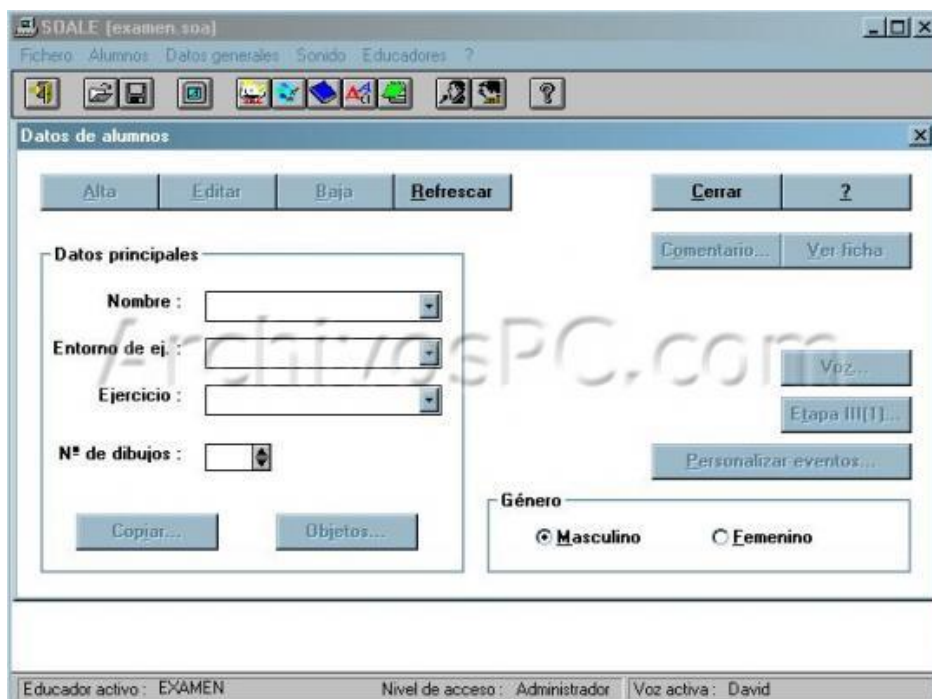 SOALE [examen.soa]
Fichero Alumnos Datos generales Sonido Educadores ?
Datos de alumnos
Alta Editar Baja Refrescar Cerrar ?
Comentario... Ver ficha
Datos principales
Nombre :
Entorno de ej. :
Ejercicio :
Nº de dibujos :
Copiar... Objetos...
Voz...
Etapa III(1)...
Personalizar eventos...
Género
Masculino Femenino
ArchivosPC.com
Educador activo : EXAMEN Nivel de acceso : Administrador Voz activa : David